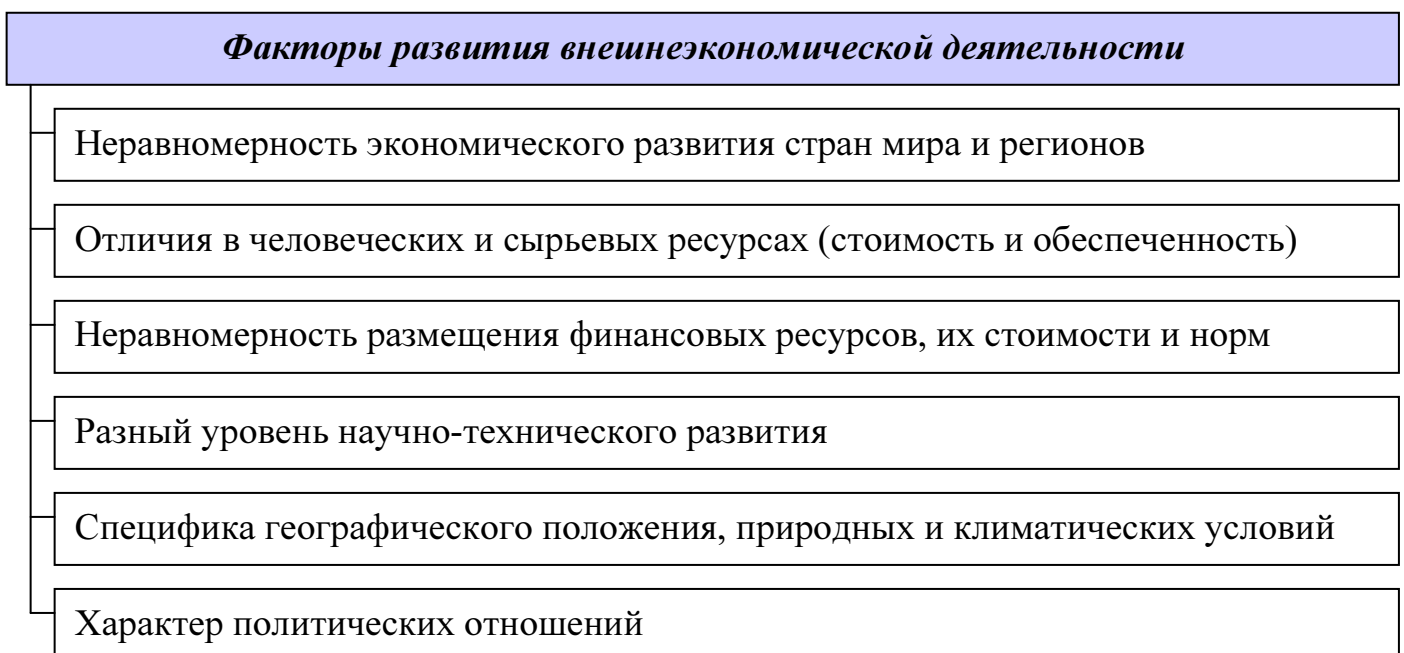 Факторы развития внешнеэкономической деятельности
Неравномерность экономического развития стран мира и регионов
Отличия в человеческих и сырьевых ресурсах (стоимость и обеспеченность)
Неравномерность размещения финансовых ресурсов, их стоимости и норм
Разный уровень научно-технического развития
Специфика географического положения, природных и климатических условий
Характер политических отношений